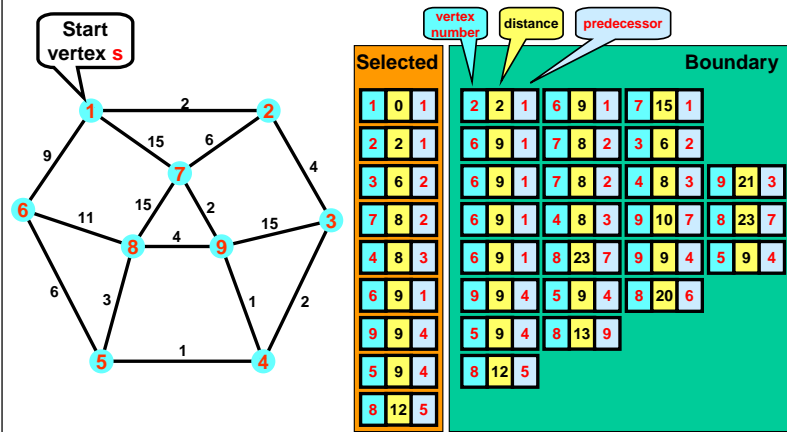 Start
vertex s
vertex
number
distance
predecessor
Selected
Boundary
1 0 1 2 2 1 6 9 1 7 15 1
2 2 1 6 9 1 7 8 2 3 6 2
3 6 2 6 9 1 7 8 2 4 8 3 9 21 3
7 8 2 6 9 1 4 8 3 9 10 7 8 23 7
4 8 3 6 9 1 8 23 7 9 9 4 5 9 4
6 9 1 9 9 4 5 9 4 8 20 6
9 9 4 5 9 4 8 13 9
5 9 4 8 12 5
8 12 5
1 2 2
15 6
9 7 4
6 11 15 2 15 3
8 4 9
6 3 1 2
5 1 4